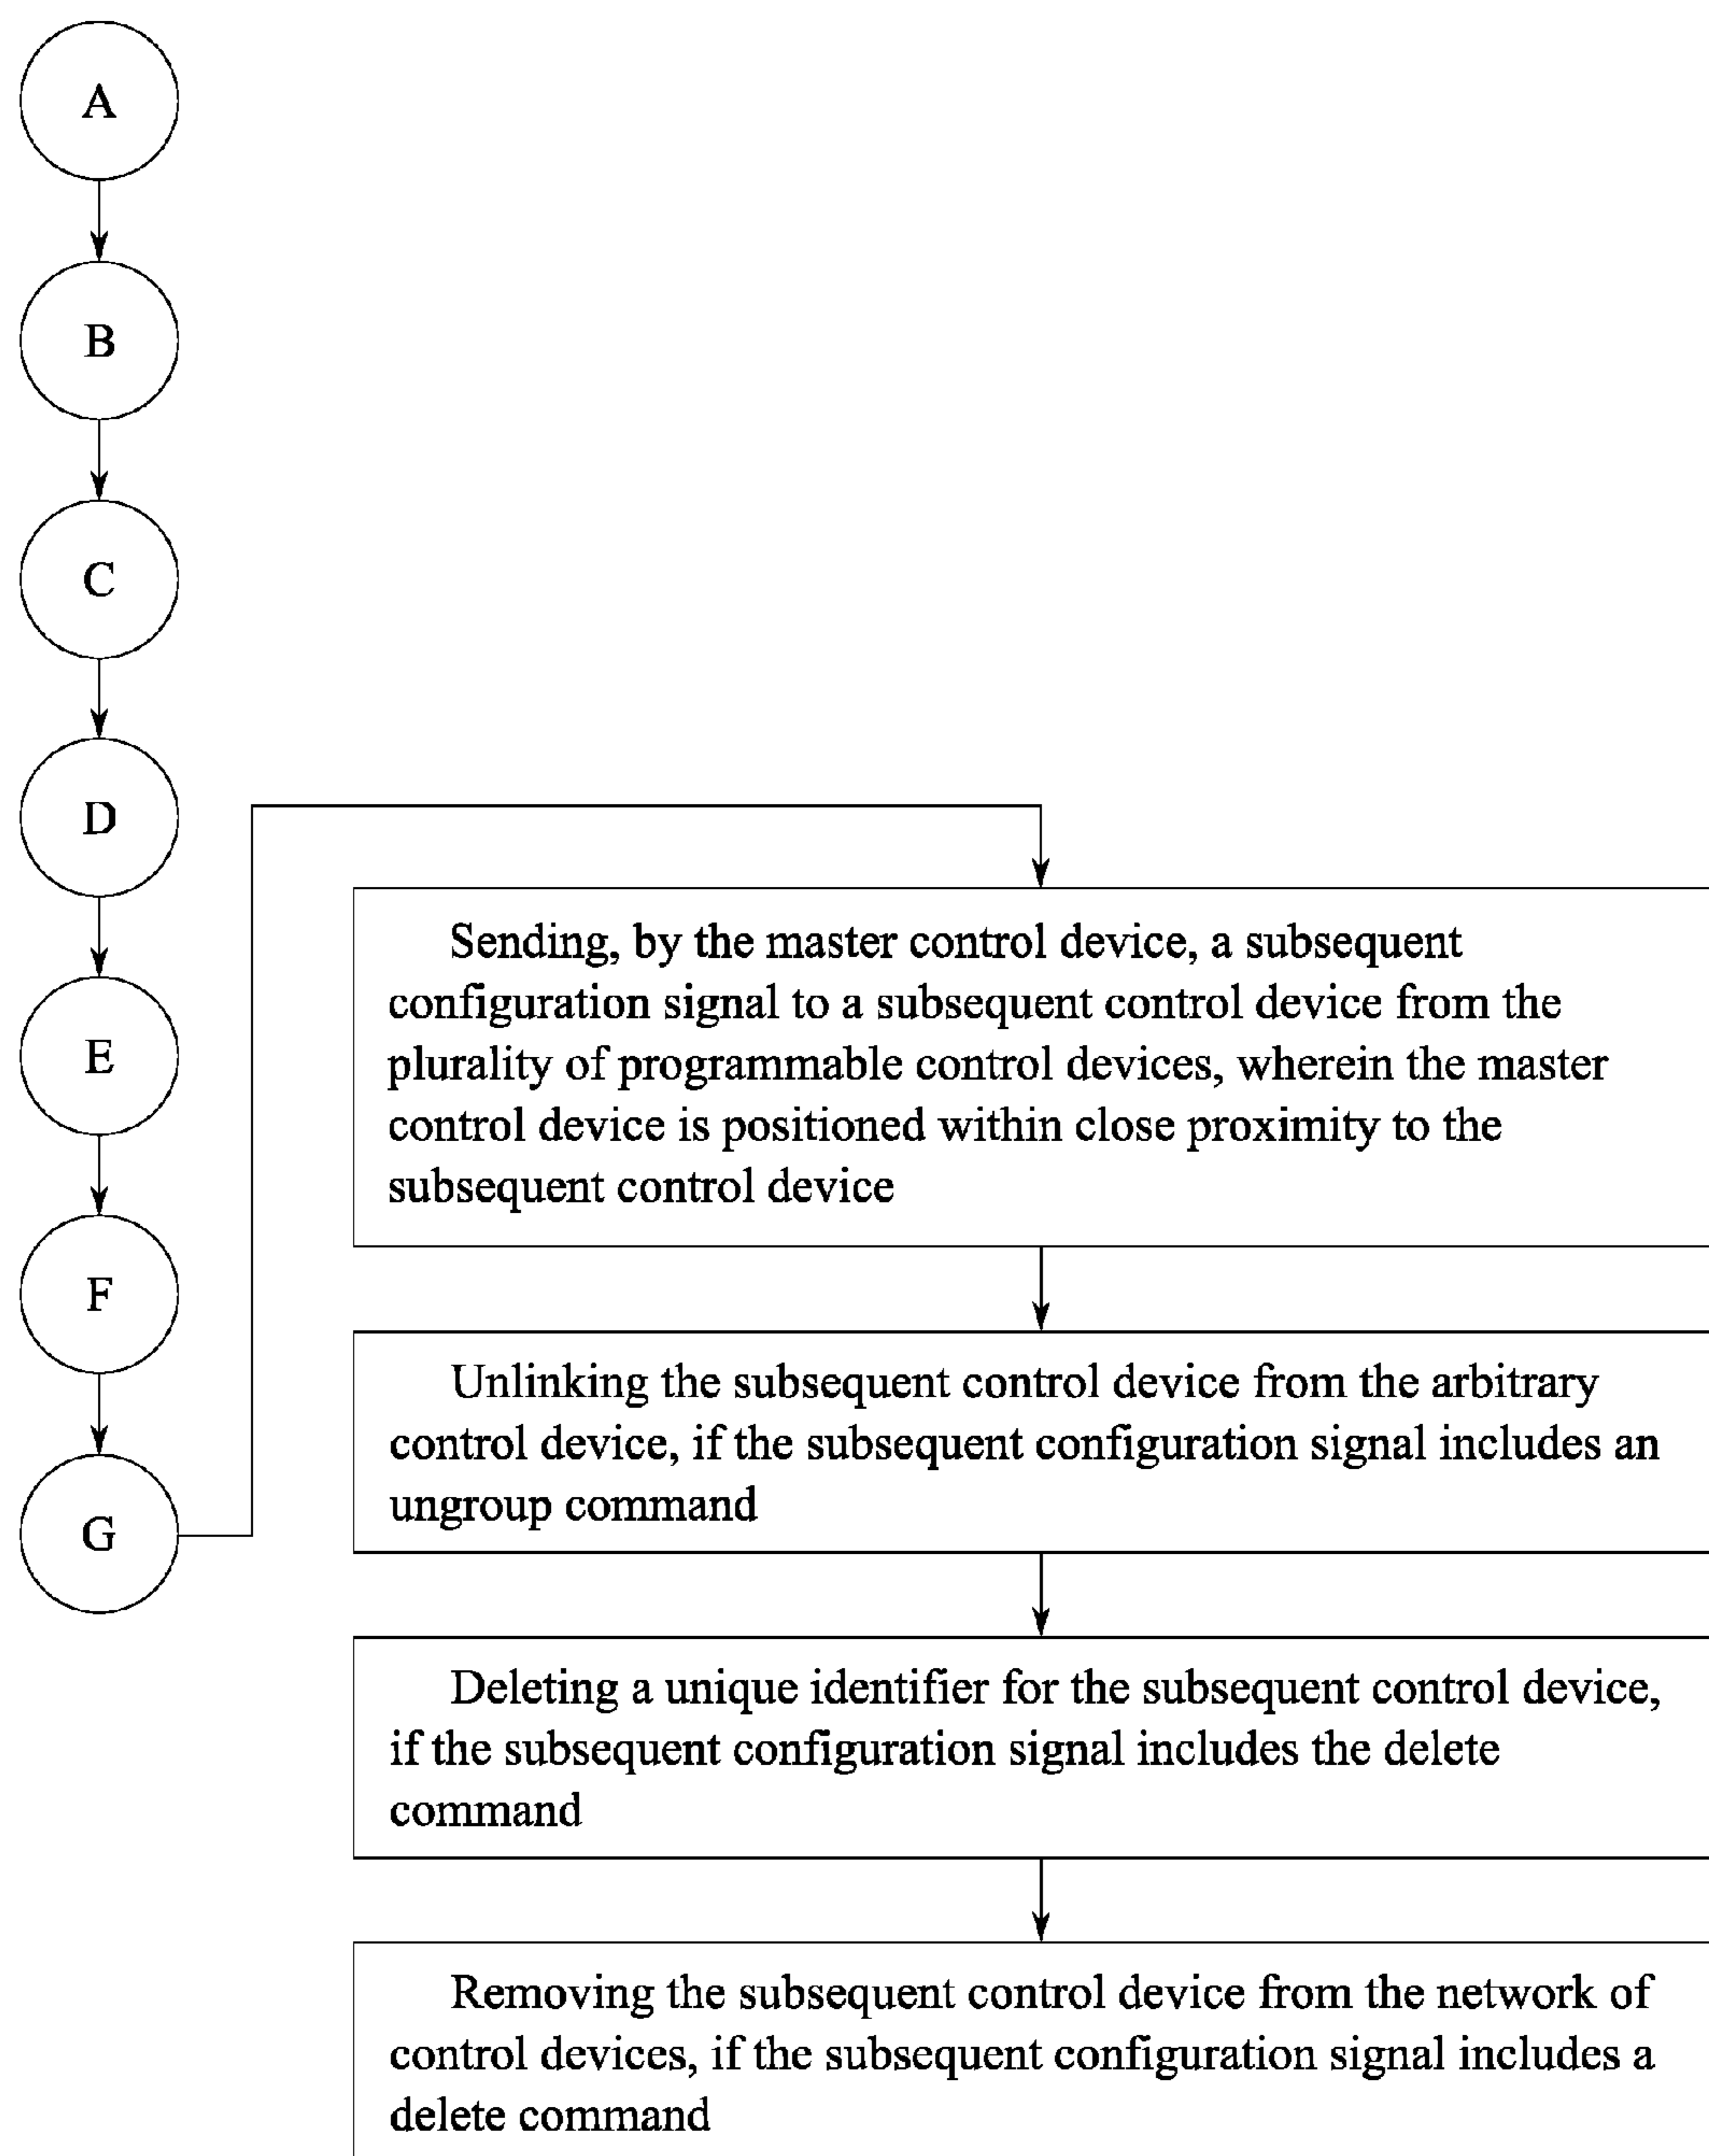 A
B
C
D
E
F
G
Sending, by the master control device, a subsequent
configuration signal to a subsequent control device from the
plurality of programmable control devices, wherein the master
control device is positioned within close proximity to the
subsequent control device
Unlinking the subsequent control device from the arbitrary
control device, if the subsequent configuration signal includes an
ungroup command
Deleting a unique identifier for the subsequent control device,
if the subsequent configuration signal includes the delete
command
Removing the subsequent control device from the network of
control devices, if the subsequent configuration signal includes a
delete command